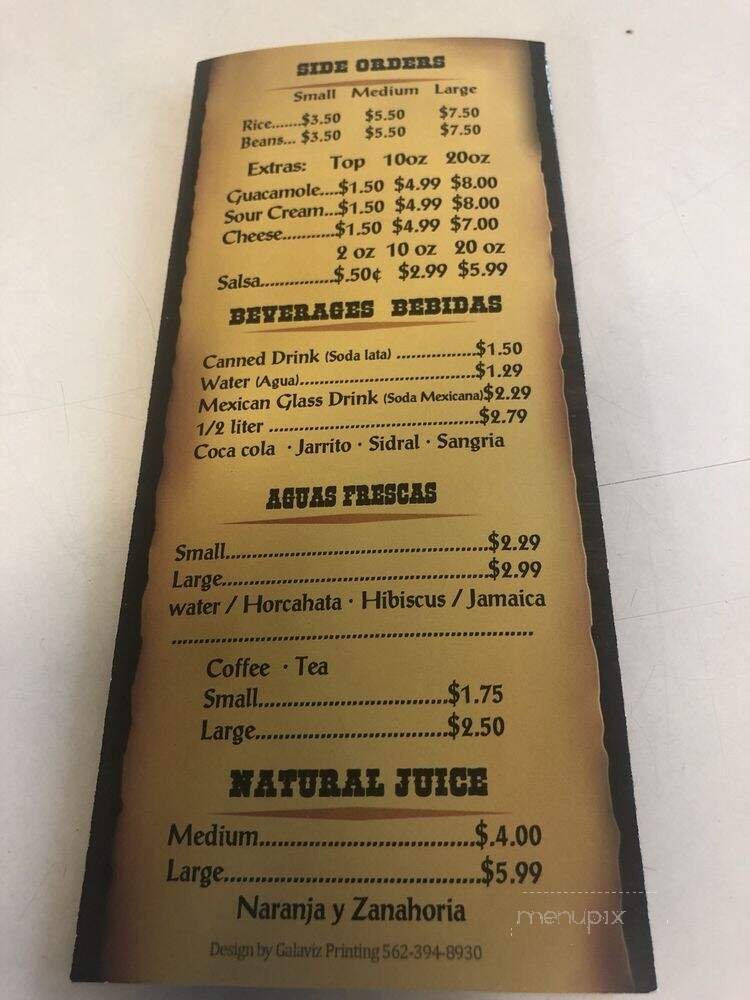 SIDE ORDERS
Small Medium Large
Rice.......$3.50 $5.50 $7.50
Beans... $3.50 $5.50 $7.50
Extras: Top 10oz 20oz
Guacamole....$1.50 $4.99 $8.00
Sour Cream...$1.50 $4.99 $8.00
Cheese............$1.50 $4.99 $7.00
2 oz 10 oz 20 oz
Salsa.................$.50¢ $2.99 $5.99
BEVERAGES BEBIDAS
Canned Drink (Soda lata) .................$1.50
Water (Agua).....................................$1.29
Mexican Glass Drink (Soda Mexicana)$2.29
1/2 liter ............................................$2.79
Coca cola · Jarrito · Sidral · Sangria
AGUAS FRESCAS
Small...............................................$2.29
Large................................................$2.99
water / Horcahata · Hibiscus / Jamaica
..................................................................
Coffee · Tea
Small..................................$1.75
Large..................................$2.50
NATURAL JUICE
Medium...................................$.4.00
Large.........................................$5.99
Naranja y Zanahoria
menupix
Design by Galaviz Printing 562-394-8930